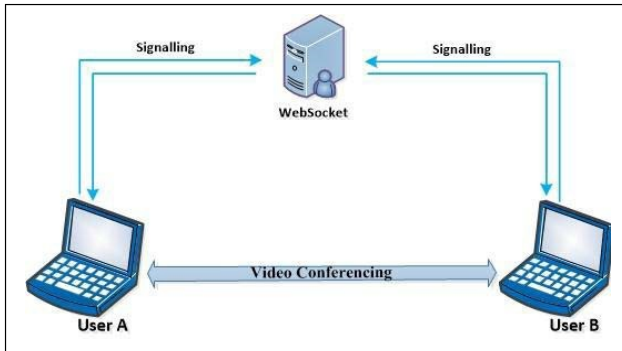 Signalling
Signalling
WebSocket
Video Conferencing
User A
User B